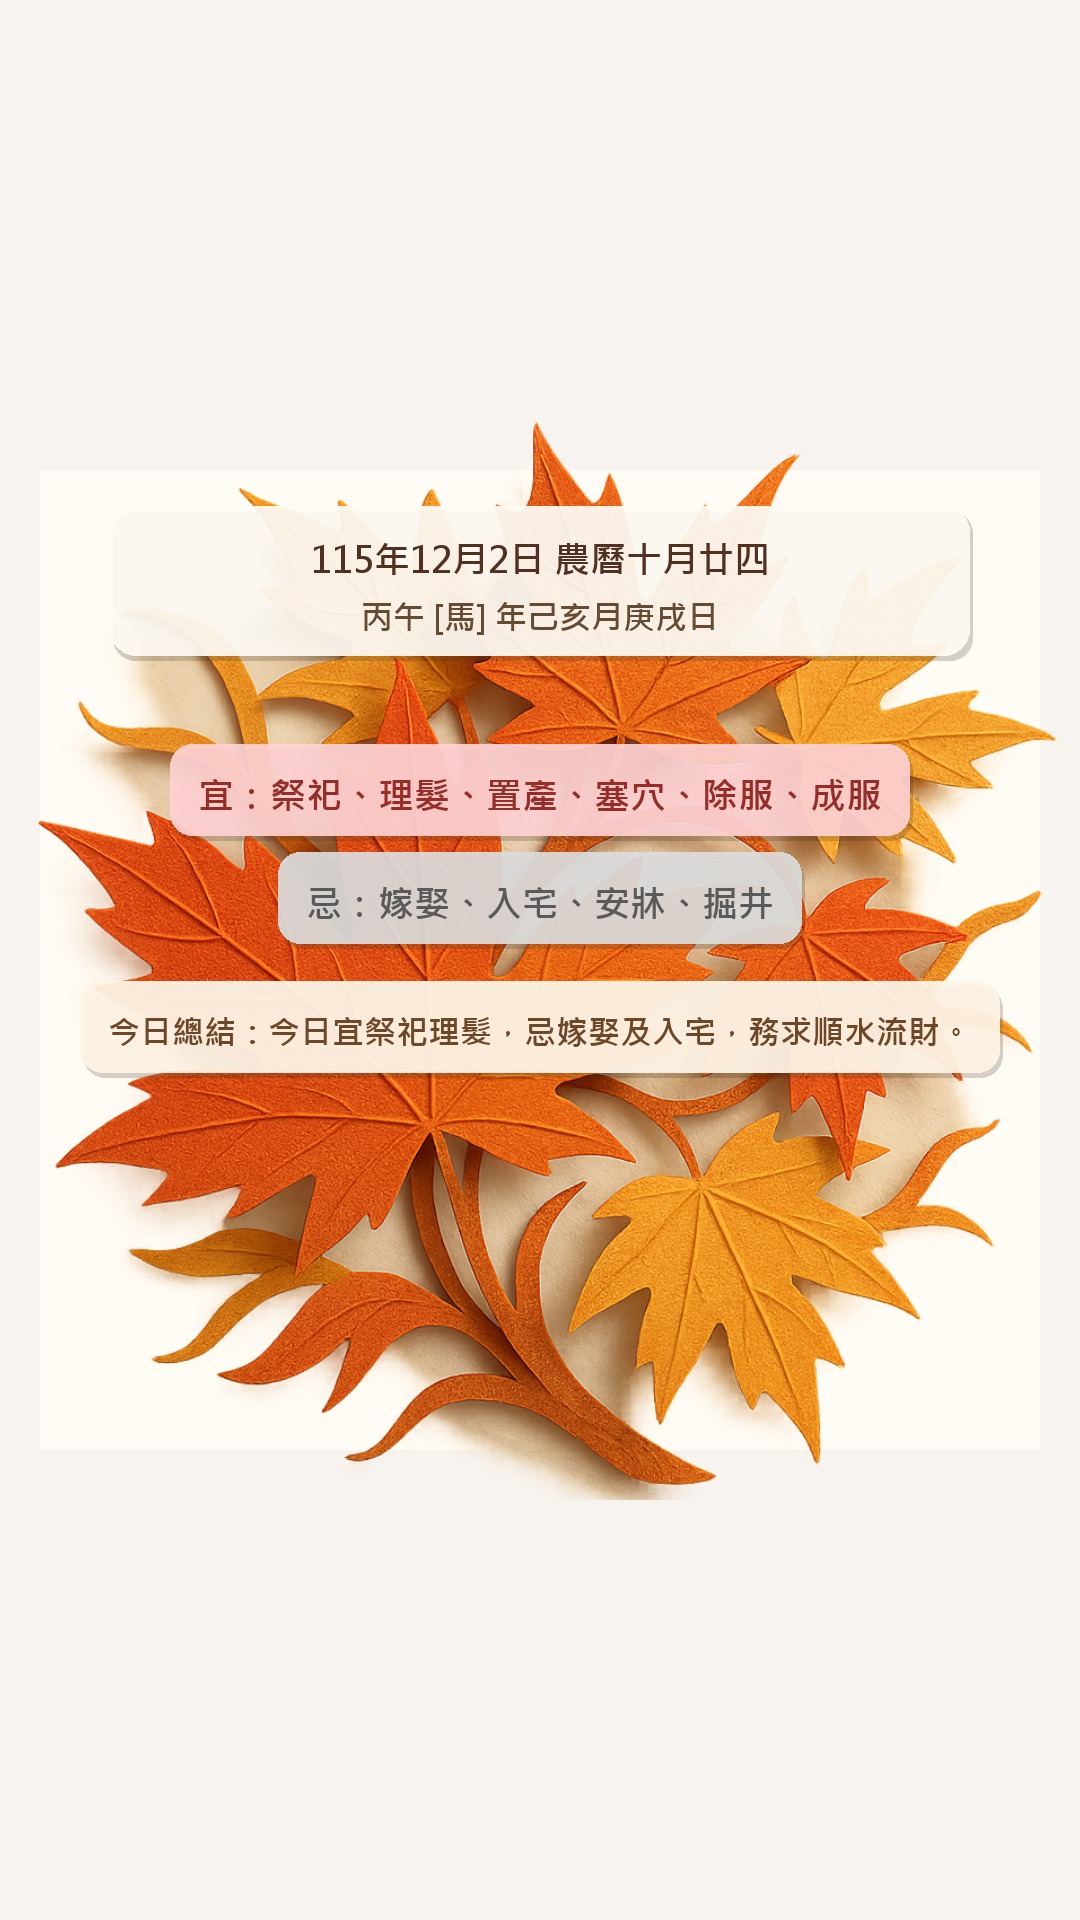 115年12月2日 農曆十月廿四
丙午 [馬] 年己亥月庚戌日
宜：祭祀、理髮、置產、塞穴、除服、成服
忌：嫁娶、入宅、安牀、掘井
今日總結：今日宜祭祀理髮，忌嫁娶及入宅，務求順水流財。